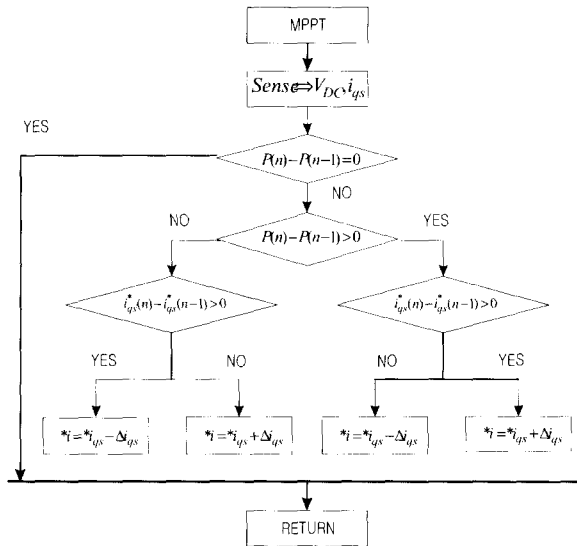 MPPT
Sense⇔V_DC, i_qs
YES
P(n)−P(n−1)=0
NO
NO
P(n)−P(n−1)>0
YES
i*_qs(n)−i*_qs(n−1)>0
i*_qs(n)−i*_qs(n−1)>0
YES
NO
NO
YES
*i=*i_qs−Δi_qs
*i=*i_qs+Δi_qs
*i=*i_qs−Δi_qs
*i=*i_qs+Δi_qs
RETURN